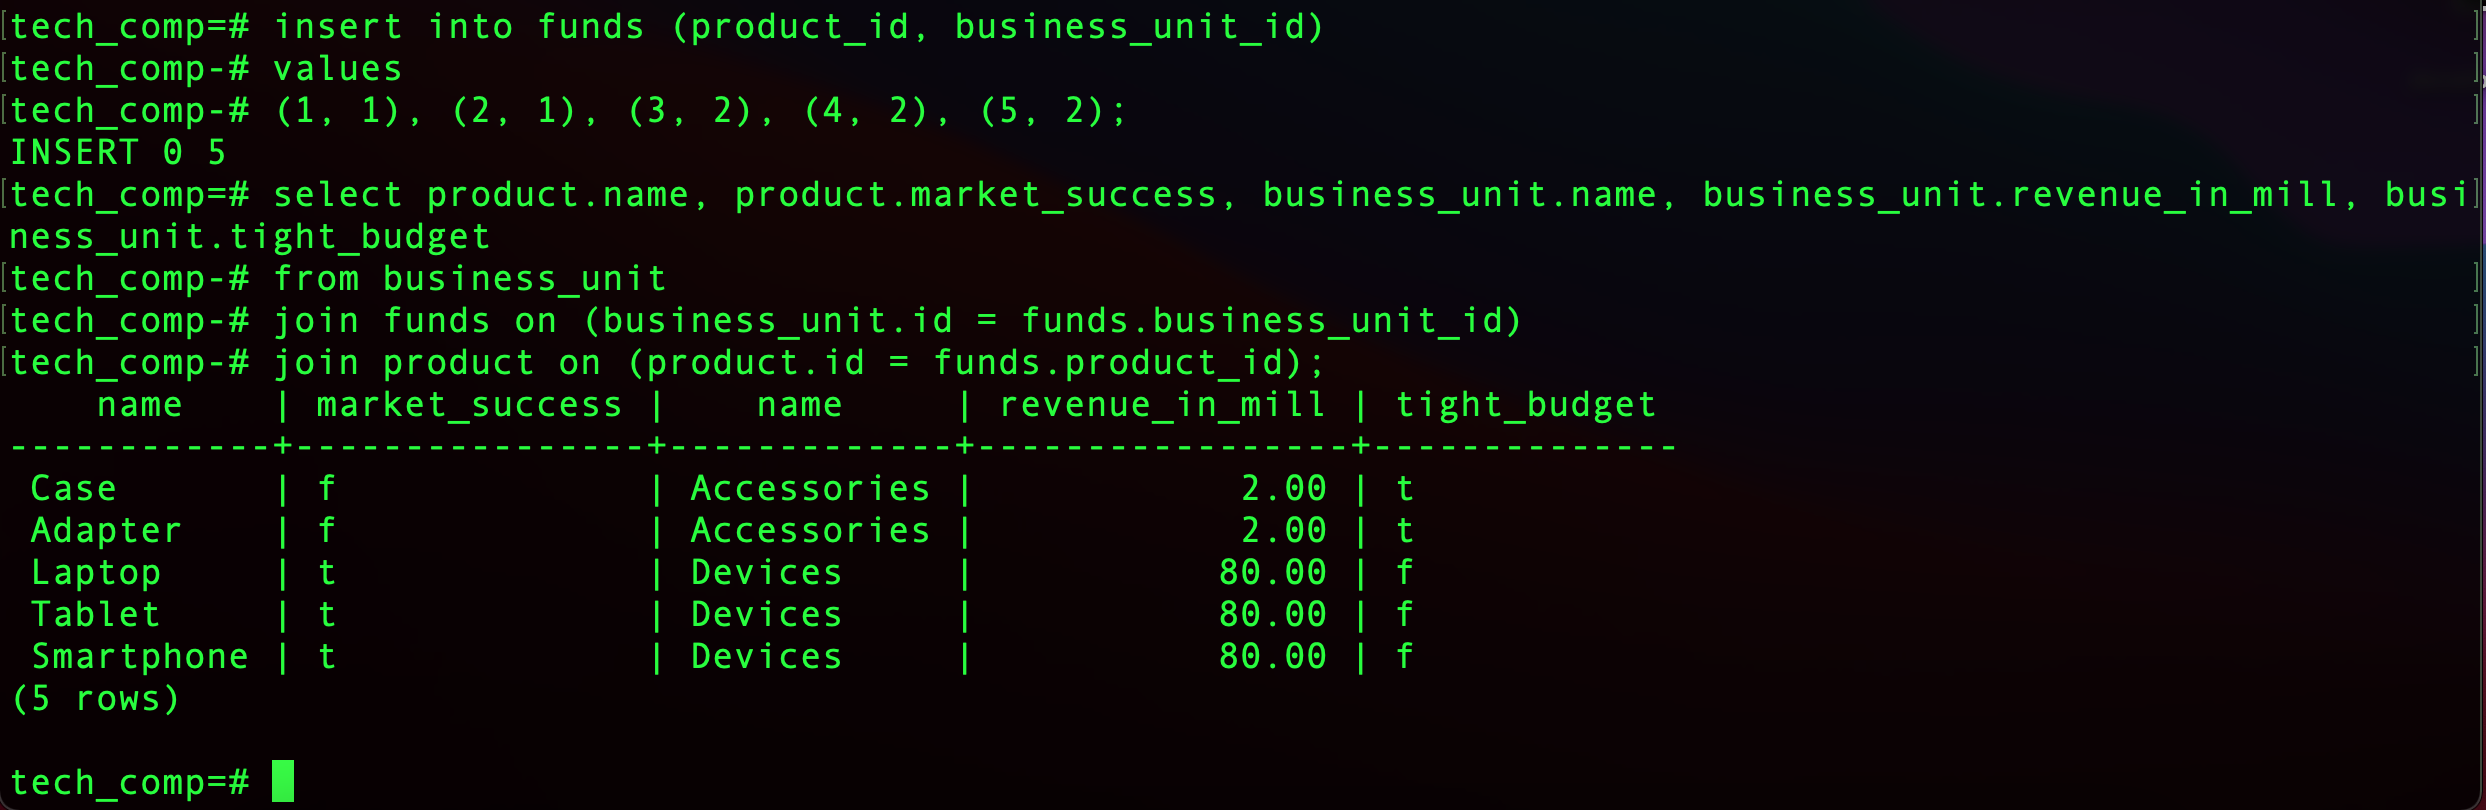 tech_comp=# insert into funds (product_id, business_unit_id)
tech_comp-# values
tech_comp-# (1, 1), (2, 1), (3, 2), (4, 2), (5, 2);
INSERT 0 5
tech_comp=# select product.name, product.market_success, business_unit.name, business_unit.revenue_in_mill, busi
ness_unit.tight_budget
tech_comp-# from business_unit
tech_comp-# join funds on (business_unit.id = funds.business_unit_id)
tech_comp-# join product on (product.id = funds.product_id);
    name    | market_success |    name     | revenue_in_mill | tight_budget
------------+----------------+-------------+-----------------+--------------
 Case       | f              | Accessories |            2.00 | t
 Adapter    | f              | Accessories |            2.00 | t
 Laptop     | t              | Devices     |           80.00 | f
 Tablet     | t              | Devices     |           80.00 | f
 Smartphone | t              | Devices     |           80.00 | f
(5 rows)
tech_comp=#